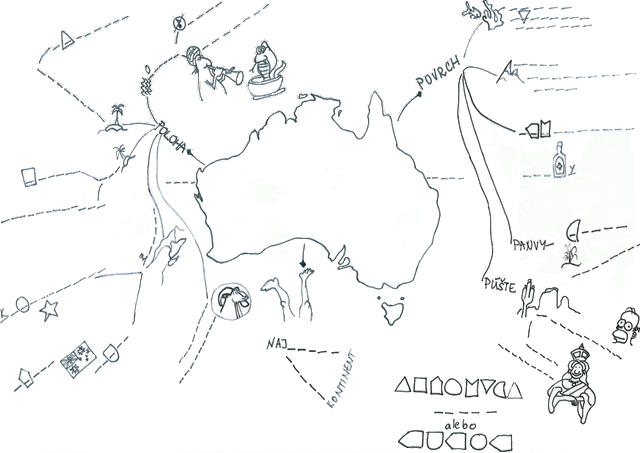 POVRCH
POLOHA
PANVY
PÚŠTE
NAJ
KONTINENT
alebo